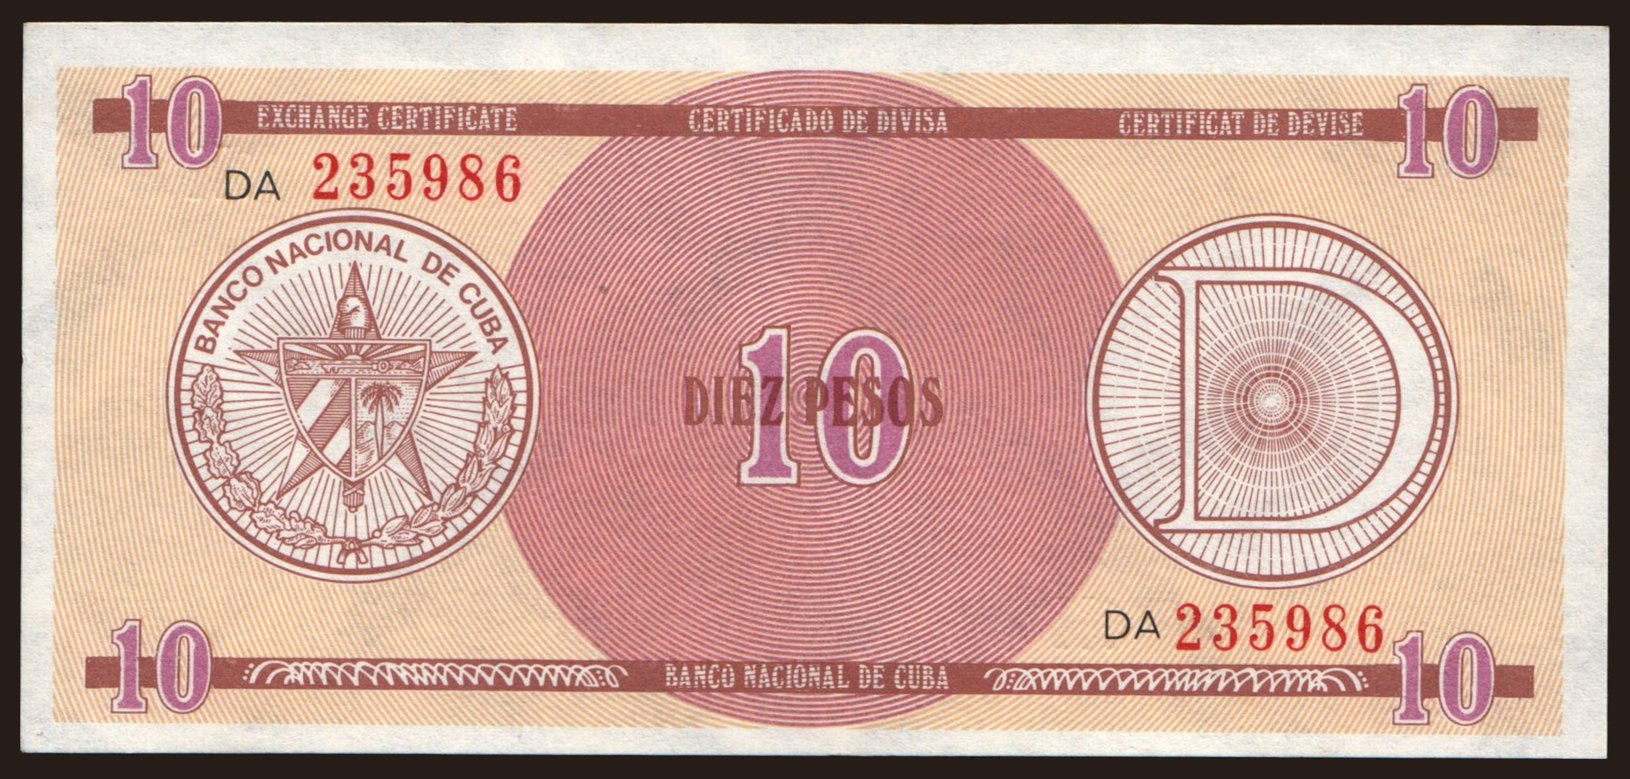 10 EXCHANGE CERTIFICATE CERTIFICADO DE DIVISA CERTIFICAT DE DEVISE 10
DA 235986
BANCO NACIONAL DE CUBA
10
DIEZ PESOS
D
DA 235986
10 BANCO NACIONAL DE CUBA 10